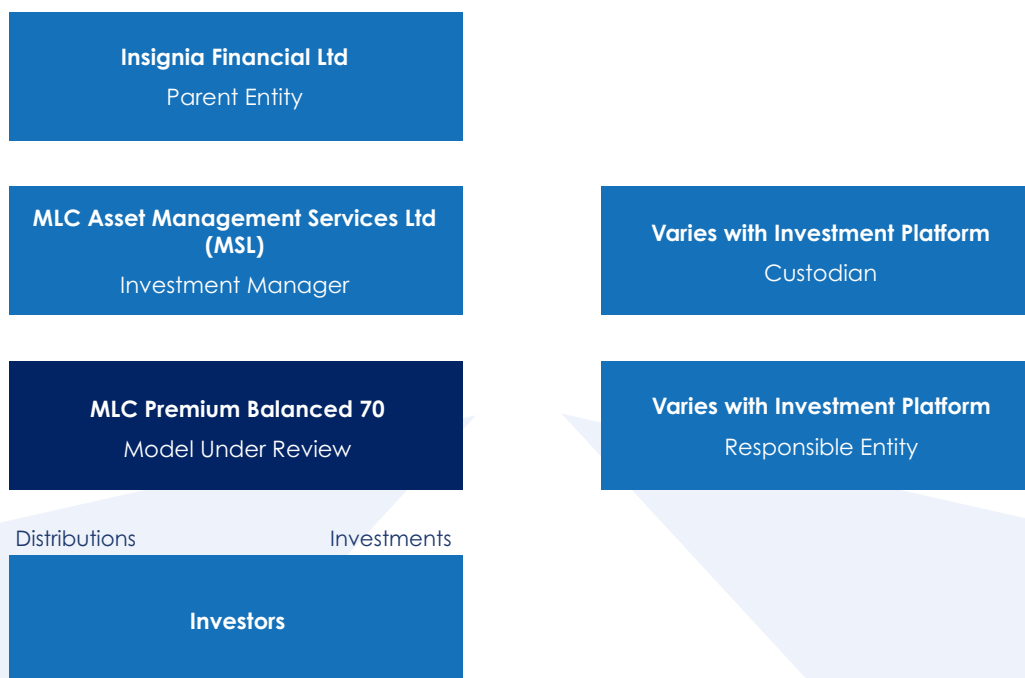 Insignia Financial Ltd
Parent Entity
MLC Asset Management Services Ltd
(MSL)
Investment Manager
Varies with Investment Platform
Custodian
MLC Premium Balanced 70
Model Under Review
Varies with Investment Platform
Responsible Entity
Distributions
Investments
Investors